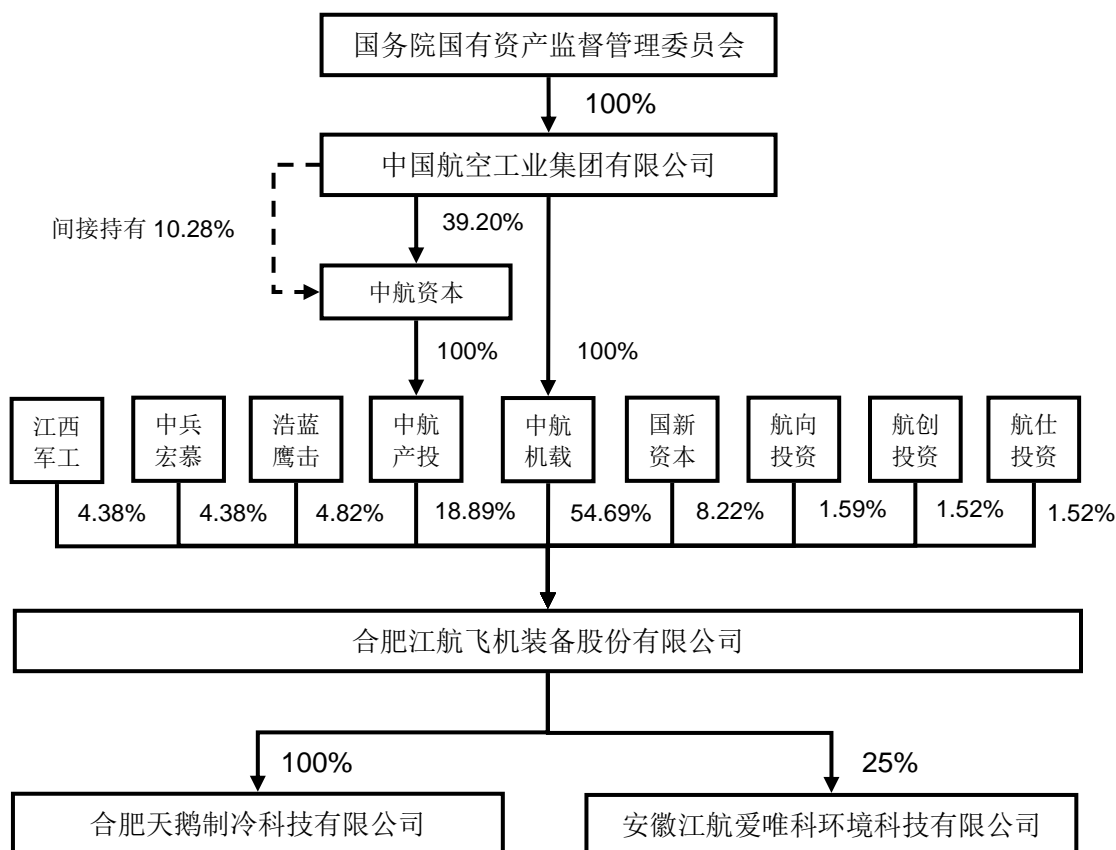 国务院国有资产监督管理委员会
100%
中国航空工业集团有限公司
间接持有 10.28%
39.20%
中航资本
100%
100%
江西
军工
中兵
宏慕
浩蓝
鹰击
中航
产投
中航
机载
国新
资本
航向
投资
航创
投资
航仕
投资
4.38%
4.38%
4.82%
18.89%
54.69%
8.22%
1.59%
1.52%
1.52%
合肥江航飞机装备股份有限公司
100%
25%
合肥天鹅制冷科技有限公司
安徽江航爱唯科环境科技有限公司